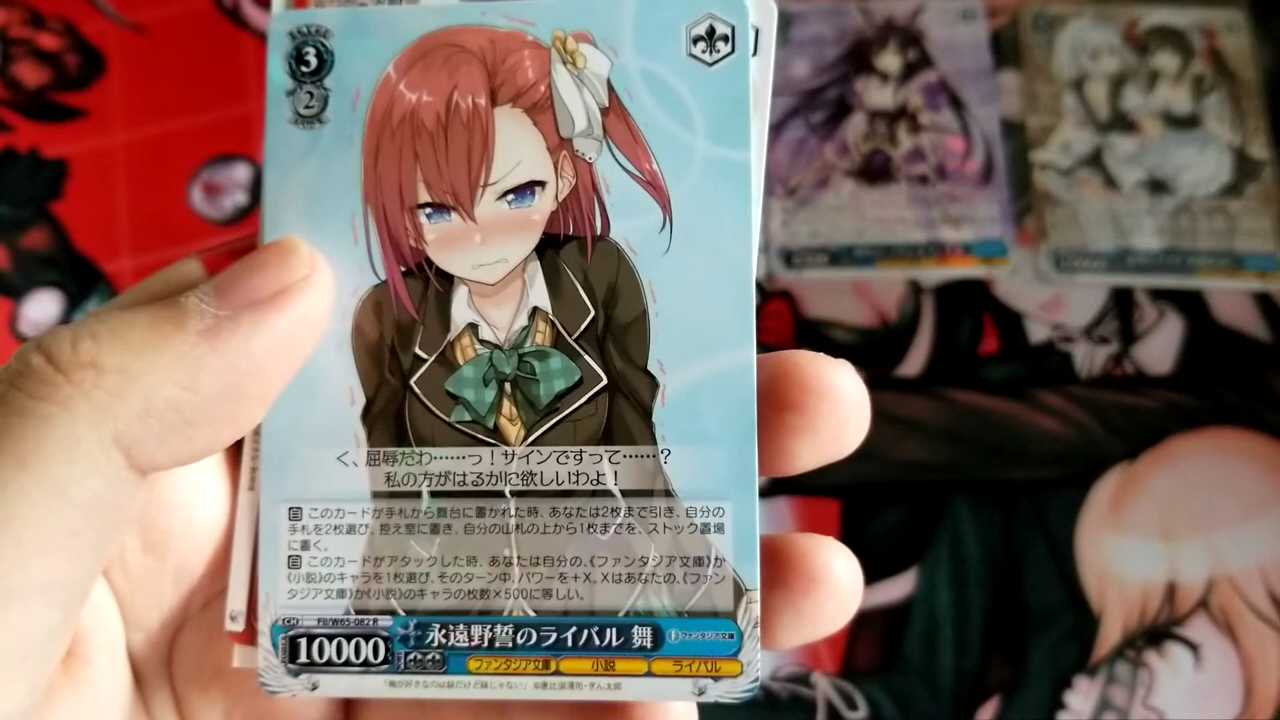 3
2
く、屈辱だわ……っ！サインですって……？
私の方がはるかに欲しいわよ！
このカードが手札から舞台に置かれた時、あなたは2枚まで引き、自分の
手札を2枚選び、控え室に置き、自分の山札の上から1枚までを、ストック置場
に置く。
このカードがアタックした時、あなたは自分の、《ファンタジア文庫》か
《小説》のキャラを1枚選び、そのターン中、パワーを＋X。Xはあなたの、《ファン
タジア文庫》か《小説》のキャラの枚数×500に等しい。
CH FII/W65-082 R
10000 永遠野誓のライバル 舞 ファンタジア文庫
ファンタジア文庫 小説 ライバル
「俺が好きなのは妹だけど妹じゃない」 ©恵比須清司・ぎん太郎